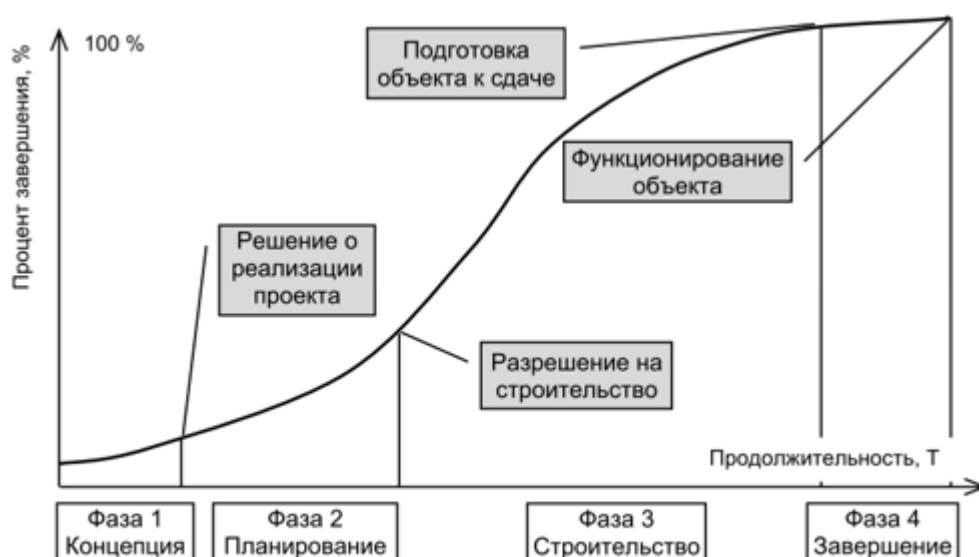 Процент завершения, %
100 %
Подготовка
объекта к сдаче
Функционирование
объекта
Решение о
реализации
проекта
Разрешение на
строительство
Продолжительность, Т
Фаза 1
Концепция
Фаза 2
Планирование
Фаза 3
Строительство
Фаза 4
Завершение